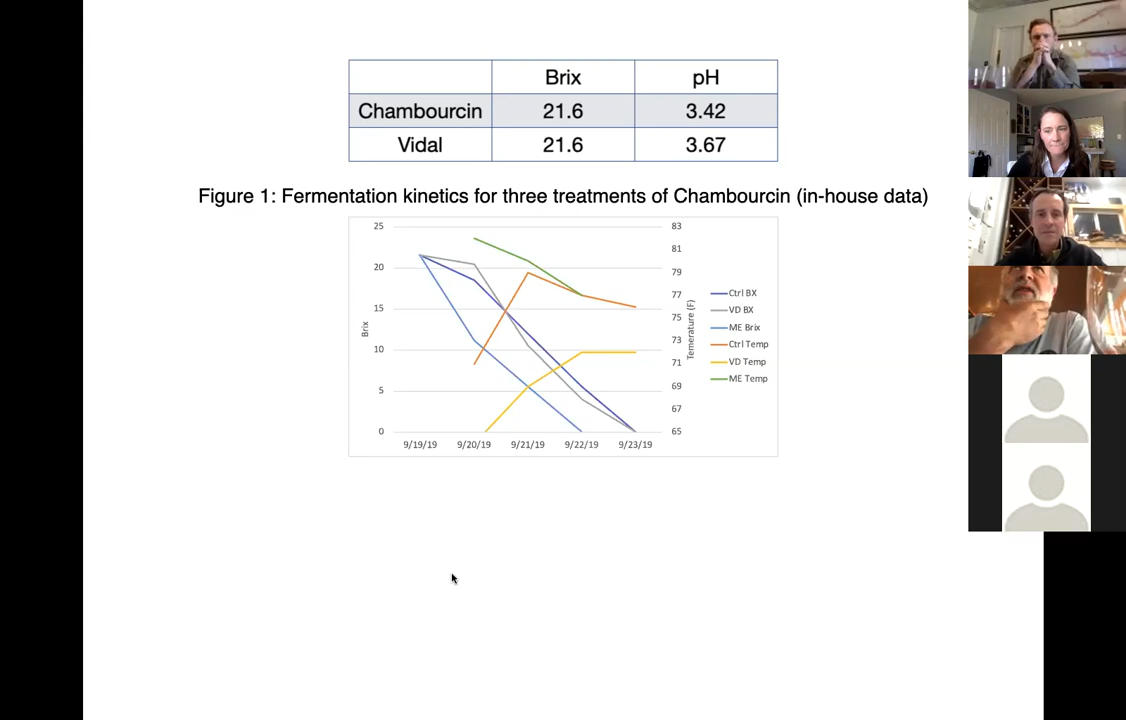 Brix pH
Chambourcin 21.6 3.42
Vidal 21.6 3.67
Figure 1: Fermentation kinetics for three treatments of Chambourcin (in-house data)
25
20
15
10
5
0
Brix
83
81
79
77
75
73
71
69
67
65
Temerature (F)
9/19/19 9/20/19 9/21/19 9/22/19 9/23/19
Ctrl BX
VD BX
ME Brix
Ctrl Temp
VD Temp
ME Temp